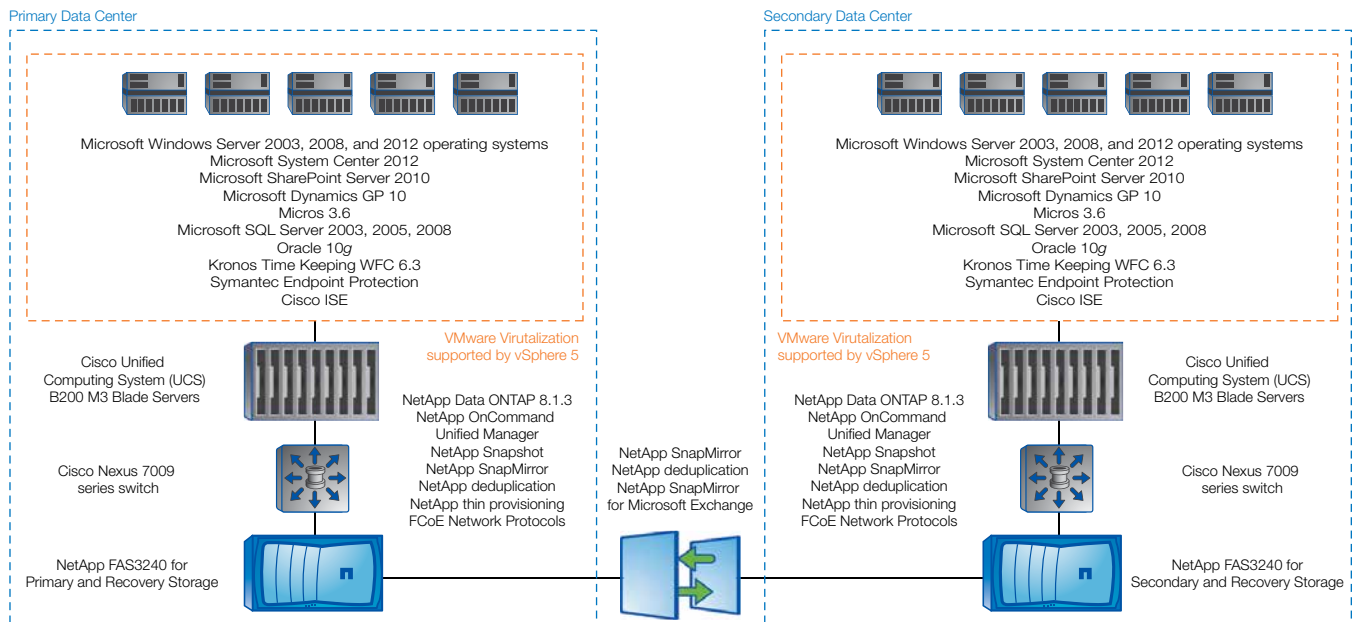 Primary Data Center
Microsoft Windows Server 2003, 2008, and 2012 operating systems
Microsoft System Center 2012
Microsoft SharePoint Server 2010
Microsoft Dynamics GP 10
Micros 3.6
Microsoft SQL Server 2003, 2005, 2008
Oracle 10g
Kronos Time Keeping WFC 6.3
Symantec Endpoint Protection
Cisco ISE
VMware Virutalization
supported by vSphere 5
Cisco Unified
Computing System (UCS)
B200 M3 Blade Servers
NetApp Data ONTAP 8.1.3
NetApp OnCommand
Unified Manager
NetApp Snapshot
NetApp SnapMirror
NetApp deduplication
NetApp thin provisioning
FCoE Network Protocols
Cisco Nexus 7009
series switch
NetApp FAS3240 for
Primary and Recovery Storage
NetApp SnapMirror
NetApp deduplication
NetApp SnapMirror
for Microsoft Exchange
Secondary Data Center
Microsoft Windows Server 2003, 2008, and 2012 operating systems
Microsoft System Center 2012
Microsoft SharePoint Server 2010
Microsoft Dynamics GP 10
Micros 3.6
Microsoft SQL Server 2003, 2005, 2008
Oracle 10g
Kronos Time Keeping WFC 6.3
Symantec Endpoint Protection
Cisco ISE
VMware Virutalization
supported by vSphere 5
NetApp Data ONTAP 8.1.3
NetApp OnCommand
Unified Manager
NetApp Snapshot
NetApp SnapMirror
NetApp deduplication
NetApp thin provisioning
FCoE Network Protocols
Cisco Unified
Computing System (UCS)
B200 M3 Blade Servers
Cisco Nexus 7009
series switch
NetApp FAS3240 for
Secondary and Recovery Storage